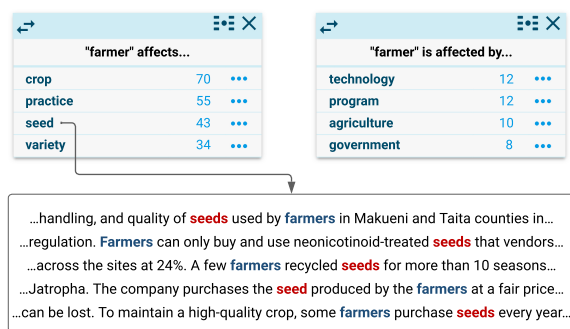 "farmer" affects...
crop 70
practice 55
seed 43
variety 34
"farmer" is affected by...
technology 12
program 12
agriculture 10
government 8
...handling, and quality of seeds used by farmers in Makueni and Taita counties in...
...regulation. Farmers can only buy and use neonicotinoid-treated seeds that vendors...
...across the sites at 24%. A few farmers recycled seeds for more than 10 seasons...
...Jatropha. The company purchases the seed produced by the farmers at a fair price...
...can be lost. To maintain a high-quality crop, some farmers purchase seeds every year...